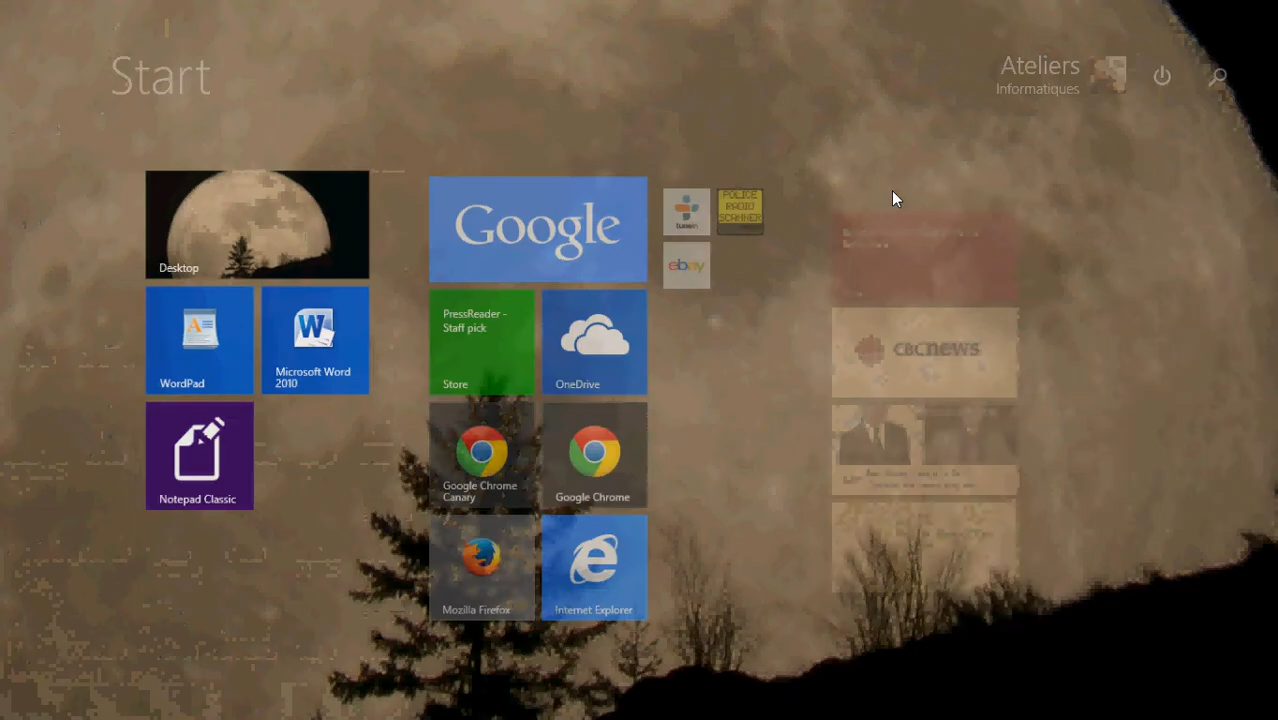 Start
Ateliers
Informatiques
Desktop
WordPad
Microsoft Word
2010
Notepad Classic
Google
PressReader -
Staff pick
Store
OneDrive
Google Chrome
Canary
Google Chrome
Mozilla Firefox
Internet Explorer
tunein
POLICE
RADIO
SCANNER
ebay
CBCnews